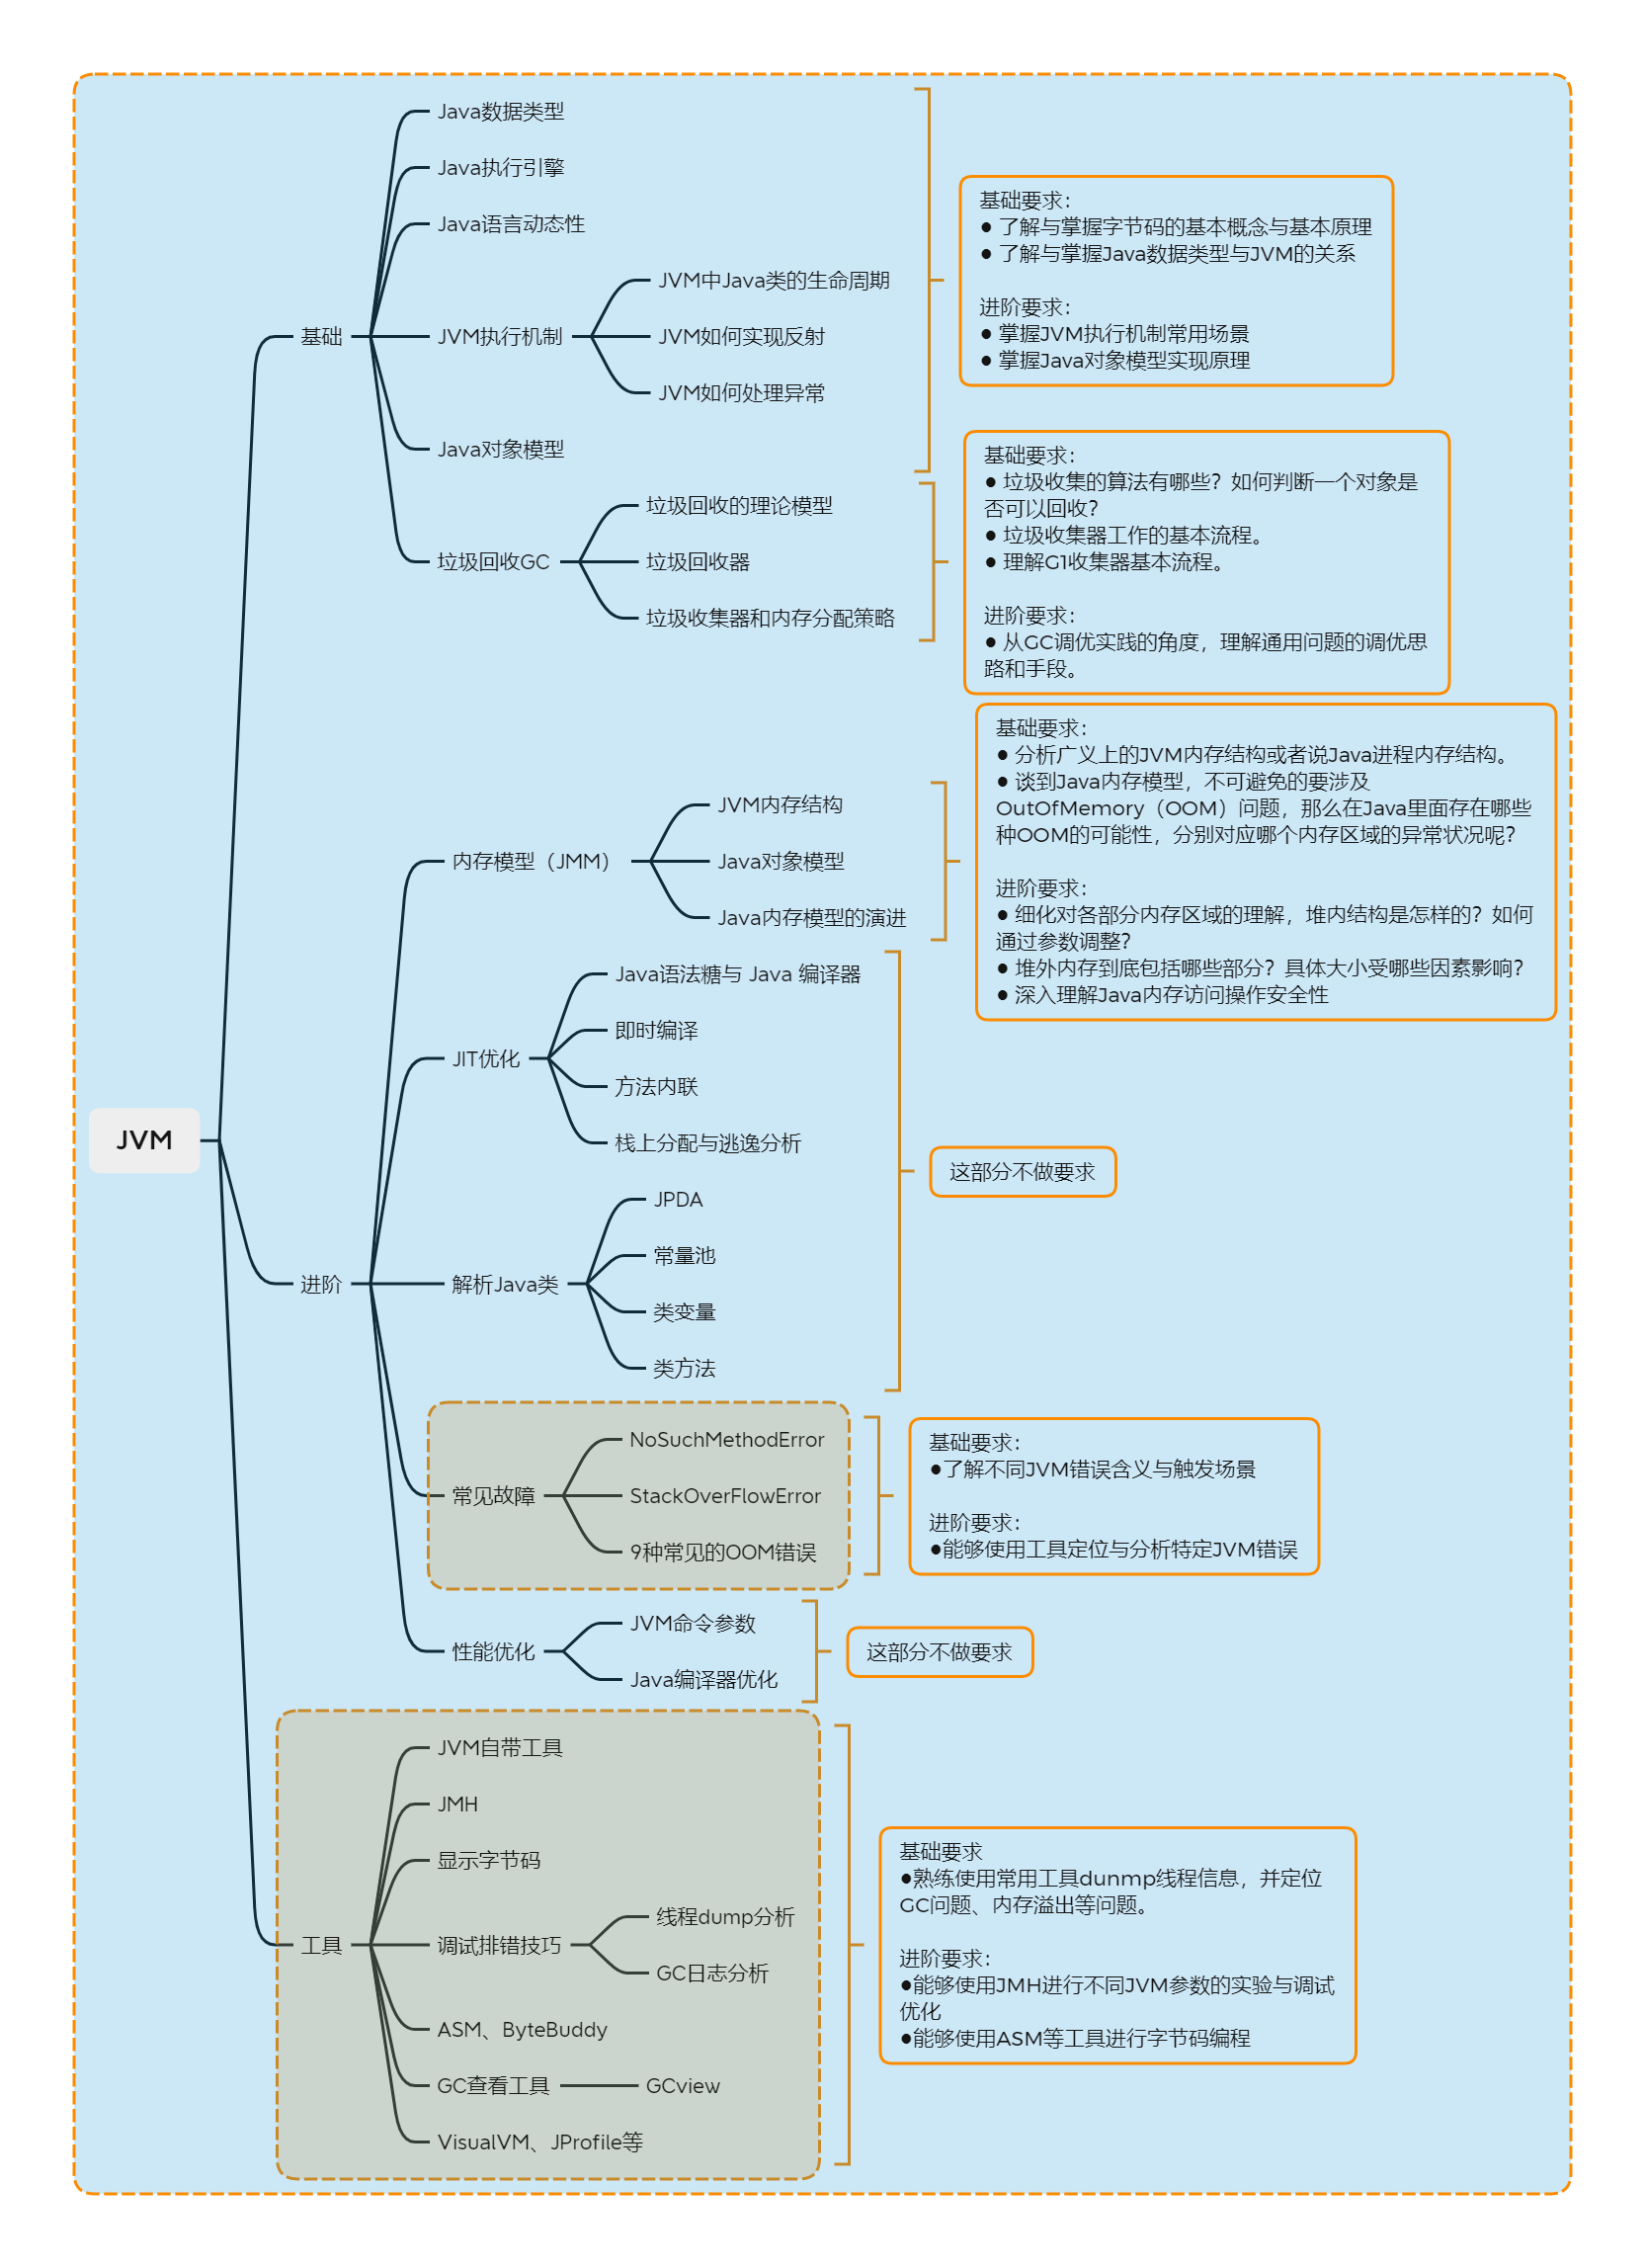 JVM
基础
Java数据类型
Java执行引擎
Java语言动态性
JVM执行机制
JVM中Java类的生命周期
JVM如何实现反射
JVM如何处理异常
Java对象模型
基础要求：
● 了解与掌握字节码的基本概念与基本原理
● 了解与掌握Java数据类型与JVM的关系
进阶要求：
● 掌握JVM执行机制常用场景
● 掌握Java对象模型实现原理
垃圾回收GC
垃圾回收的理论模型
垃圾回收器
垃圾收集器和内存分配策略
基础要求：
● 垃圾收集的算法有哪些？如何判断一个对象是
否可以回收？
● 垃圾收集器工作的基本流程。
● 理解G1收集器基本流程。
进阶要求：
● 从GC调优实践的角度，理解通用问题的调优思
路和手段。
进阶
内存模型（JMM）
JVM内存结构
Java对象模型
Java内存模型的演进
基础要求：
● 分析广义上的JVM内存结构或者说Java进程内存结构。
● 谈到Java内存模型，不可避免的要涉及
OutOfMemory（OOM）问题，那么在Java里面存在哪些
种OOM的可能性，分别对应哪个内存区域的异常状况呢？
进阶要求：
● 细化对各部分内存区域的理解，堆内结构是怎样的？如何
通过参数调整？
● 堆外内存到底包括哪些部分？具体大小受哪些因素影响？
● 深入理解Java内存访问操作安全性
JIT优化
Java语法糖与 Java 编译器
即时编译
方法内联
栈上分配与逃逸分析
解析Java类
JPDA
常量池
类变量
类方法
这部分不做要求
常见故障
NoSuchMethodError
StackOverFlowError
9种常见的OOM错误
基础要求：
●了解不同JVM错误含义与触发场景
进阶要求：
●能够使用工具定位与分析特定JVM错误
性能优化
JVM命令参数
Java编译器优化
这部分不做要求
工具
JVM自带工具
JMH
显示字节码
调试排错技巧
线程dump分析
GC日志分析
ASM、ByteBuddy
GC查看工具
GCview
VisualVM、JProfile等
基础要求
●熟练使用常用工具dunmp线程信息，并定位
GC问题、内存溢出等问题。
进阶要求：
●能够使用JMH进行不同JVM参数的实验与调试
优化
●能够使用ASM等工具进行字节码编程